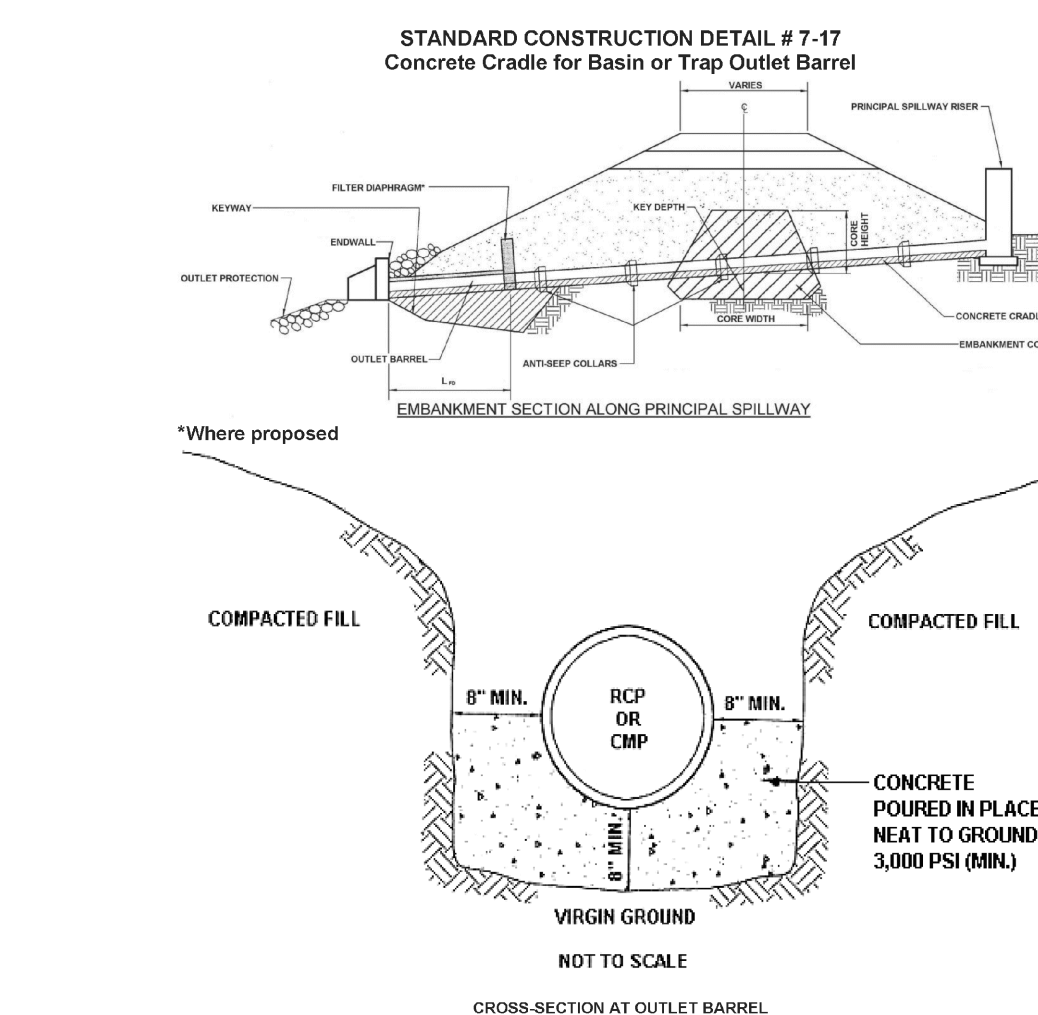 STANDARD CONSTRUCTION DETAIL # 7-17
Concrete Cradle for Basin or Trap Outlet Barrel
VARIES
℄
PRINCIPAL SPILLWAY RISER
FILTER DIAPHRAGM*
KEYWAY
KEY DEPTH
CORE
HEIGHT
ENDWALL
OUTLET PROTECTION
CORE WIDTH
CONCRETE CRADL
EMBANKMENT CO
OUTLET BARREL
ANTI-SEEP COLLARS
L FD
EMBANKMENT SECTION ALONG PRINCIPAL SPILLWAY
*Where proposed
COMPACTED FILL
COMPACTED FILL
8" MIN.
RCP
OR
CMP
8" MIN.
8" MIN.
CONCRETE
POURED IN PLACE
NEAT TO GROUND
3,000 PSI (MIN.)
VIRGIN GROUND
NOT TO SCALE
CROSS-SECTION AT OUTLET BARREL